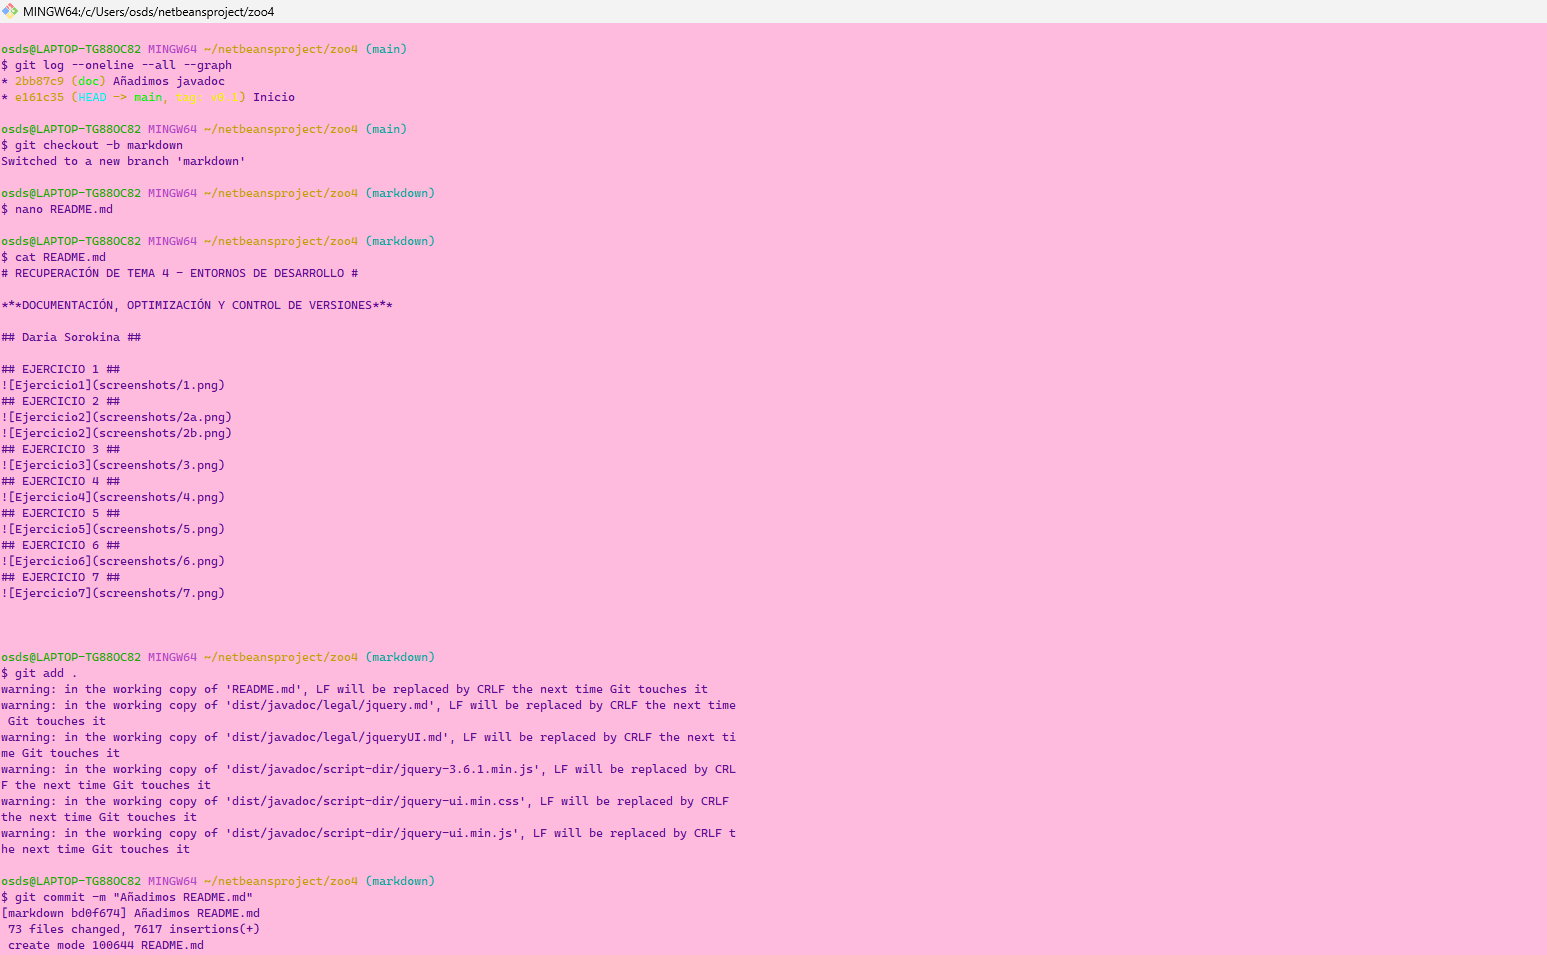 MINGW64:/c/Users/osds/netbeansproject/zoo4
osds@LAPTOP-TG88OC82 MINGW64 ~/netbeansproject/zoo4 (main)
$ git log --oneline --all --graph
* 2bb87c9 (doc) Añadimos javadoc
* e161c35 (HEAD -> main, tag: v0.1) Inicio
osds@LAPTOP-TG88OC82 MINGW64 ~/netbeansproject/zoo4 (main)
$ git checkout -b markdown
Switched to a new branch 'markdown'
osds@LAPTOP-TG88OC82 MINGW64 ~/netbeansproject/zoo4 (markdown)
$ nano README.md
osds@LAPTOP-TG88OC82 MINGW64 ~/netbeansproject/zoo4 (markdown)
$ cat README.md
# RECUPERACIÓN DE TEMA 4 - ENTORNOS DE DESARROLLO #
***DOCUMENTACIÓN, OPTIMIZACIÓN Y CONTROL DE VERSIONES***
## Daria Sorokina ##
## EJERCICIO 1 ##
![Ejercicio1](screenshots/1.png)
## EJERCICIO 2 ##
![Ejercicio2](screenshots/2a.png)
![Ejercicio2](screenshots/2b.png)
## EJERCICIO 3 ##
![Ejercicio3](screenshots/3.png)
## EJERCICIO 4 ##
![Ejercicio4](screenshots/4.png)
## EJERCICIO 5 ##
![Ejercicio5](screenshots/5.png)
## EJERCICIO 6 ##
![Ejercicio6](screenshots/6.png)
## EJERCICIO 7 ##
![Ejercicio7](screenshots/7.png)
osds@LAPTOP-TG88OC82 MINGW64 ~/netbeansproject/zoo4 (markdown)
$ git add .
warning: in the working copy of 'README.md', LF will be replaced by CRLF the next time Git touches it
warning: in the working copy of 'dist/javadoc/legal/jquery.md', LF will be replaced by CRLF the next time
 Git touches it
warning: in the working copy of 'dist/javadoc/legal/jqueryUI.md', LF will be replaced by CRLF the next ti
me Git touches it
warning: in the working copy of 'dist/javadoc/script-dir/jquery-3.6.1.min.js', LF will be replaced by CRL
F the next time Git touches it
warning: in the working copy of 'dist/javadoc/script-dir/jquery-ui.min.css', LF will be replaced by CRLF
the next time Git touches it
warning: in the working copy of 'dist/javadoc/script-dir/jquery-ui.min.js', LF will be replaced by CRLF t
he next time Git touches it
osds@LAPTOP-TG88OC82 MINGW64 ~/netbeansproject/zoo4 (markdown)
$ git commit -m "Añadimos README.md"
[markdown bd0f674] Añadimos README.md
 73 files changed, 7617 insertions(+)
 create mode 100644 README.md